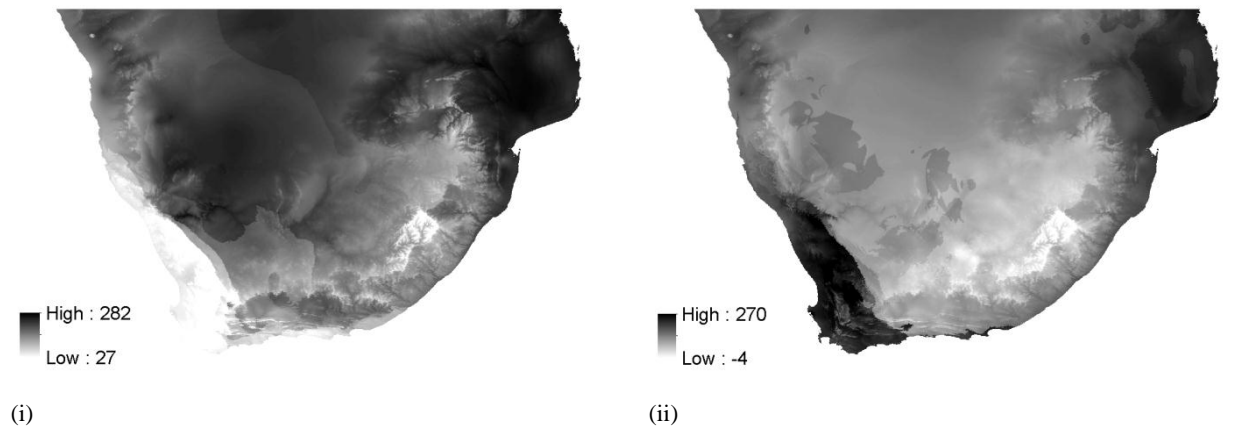 High : 282
Low : 27
(i)
High : 270
Low : -4
(ii)